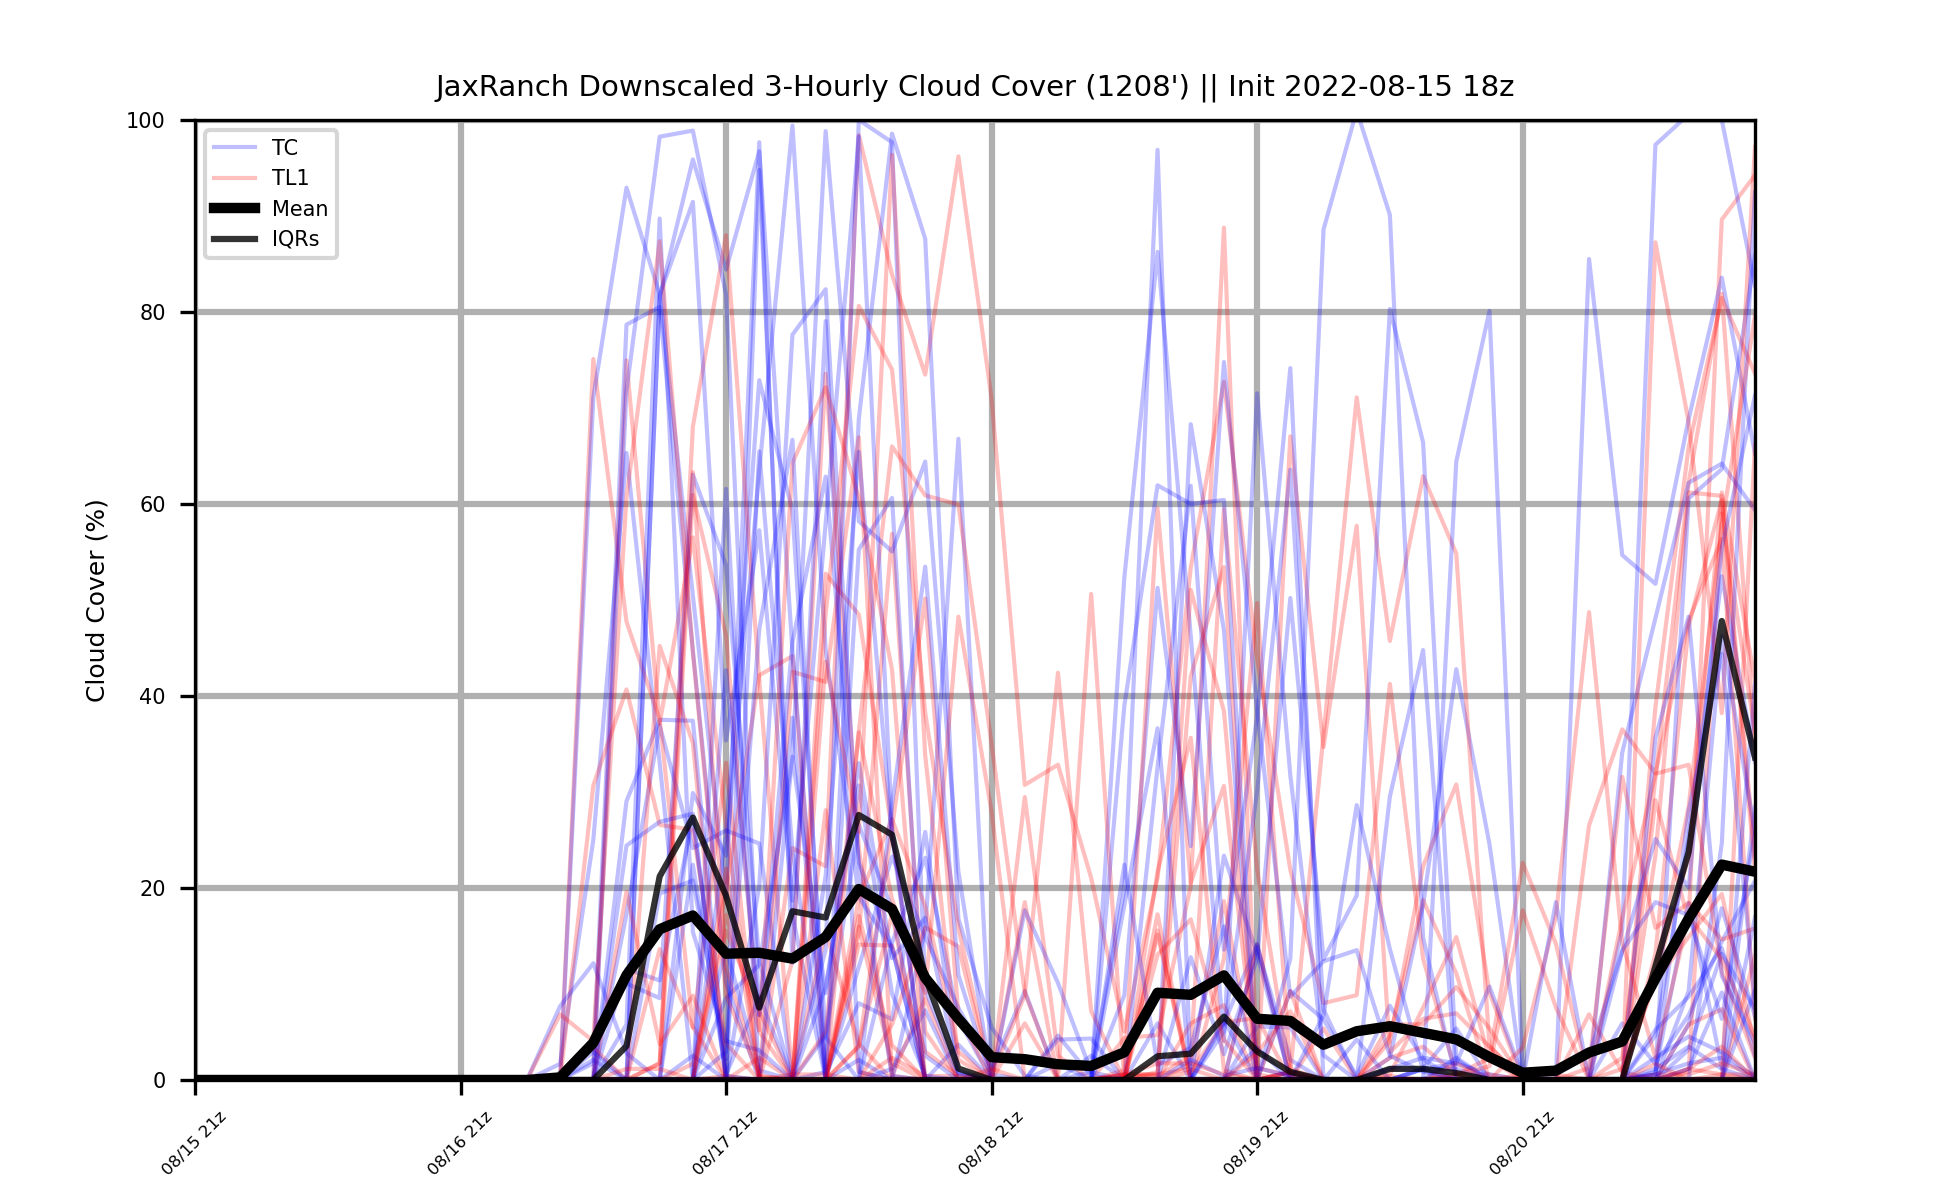 JaxRanch Downscaled 3-Hourly Cloud Cover (1208') || Init 2022-08-15 18z
100
80
60
40
20
0
Cloud Cover (%)
TC
TL1
Mean
IQRs
08/15 21z
08/16 21z
08/17 21z
08/18 21z
08/19 21z
08/20 21z